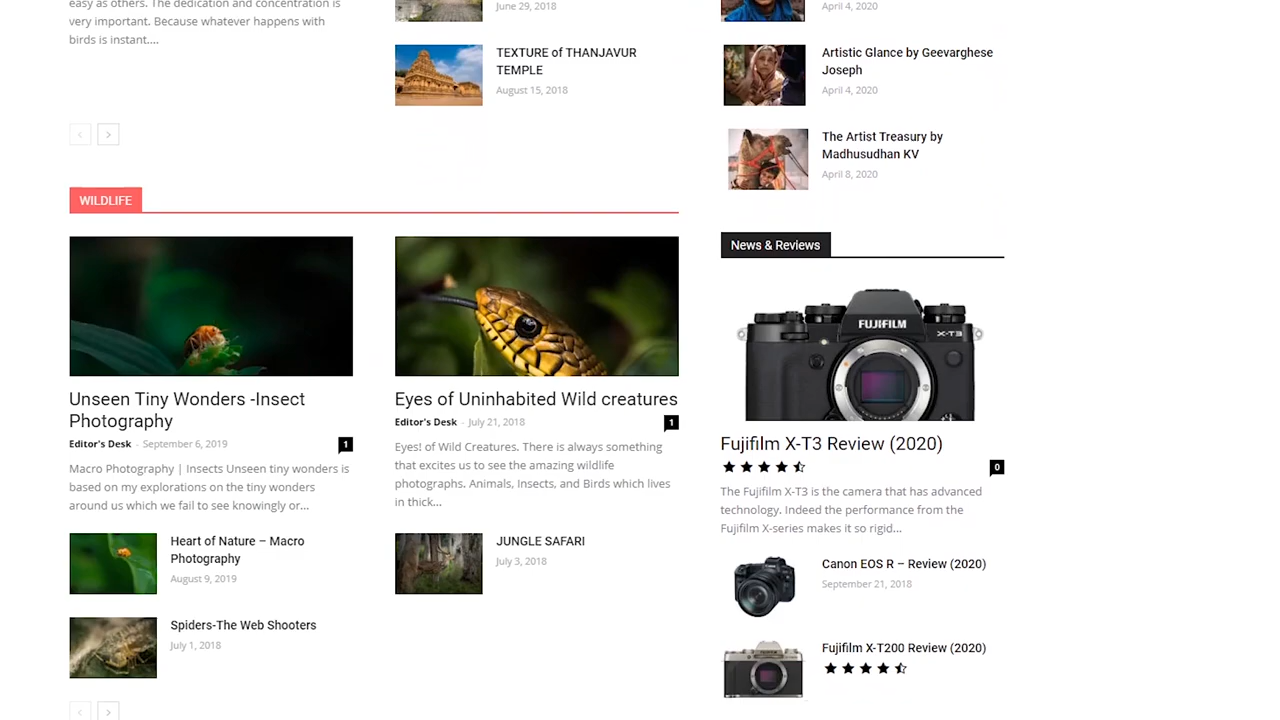 easy as others. The dedication and concentration is
very important. Because whatever happens with
birds is instant....
June 29, 2018
TEXTURE of THANJAVUR
TEMPLE
August 15, 2018
April 4, 2020
Artistic Glance by Geevarghese
Joseph
April 4, 2020
The Artist Treasury by
Madhusudhan KV
April 8, 2020
WILDLIFE
Unseen Tiny Wonders -Insect
Photography
Editor's Desk - September 6, 2019 1
Macro Photography | Insects Unseen tiny wonders is
based on my explorations on the tiny wonders
around us which we fail to see knowingly or...
Heart of Nature – Macro
Photography
August 9, 2019
Spiders-The Web Shooters
July 1, 2018
Eyes of Uninhabited Wild creatures
Editor's Desk - July 21, 2018 1
Eyes! of Wild Creatures. There is always something
that excites us to see the amazing wildlife
photographs. Animals, Insects, and Birds which lives
in thick...
JUNGLE SAFARI
July 3, 2018
News & Reviews
FUJIFILM
X-T3
Fujifilm X-T3 Review (2020)
0
The Fujifilm X-T3 is the camera that has advanced
technology. Indeed the performance from the
Fujifilm X-series makes it so rigid...
Canon EOS R – Review (2020)
September 21, 2018
Fujifilm X-T200 Review (2020)